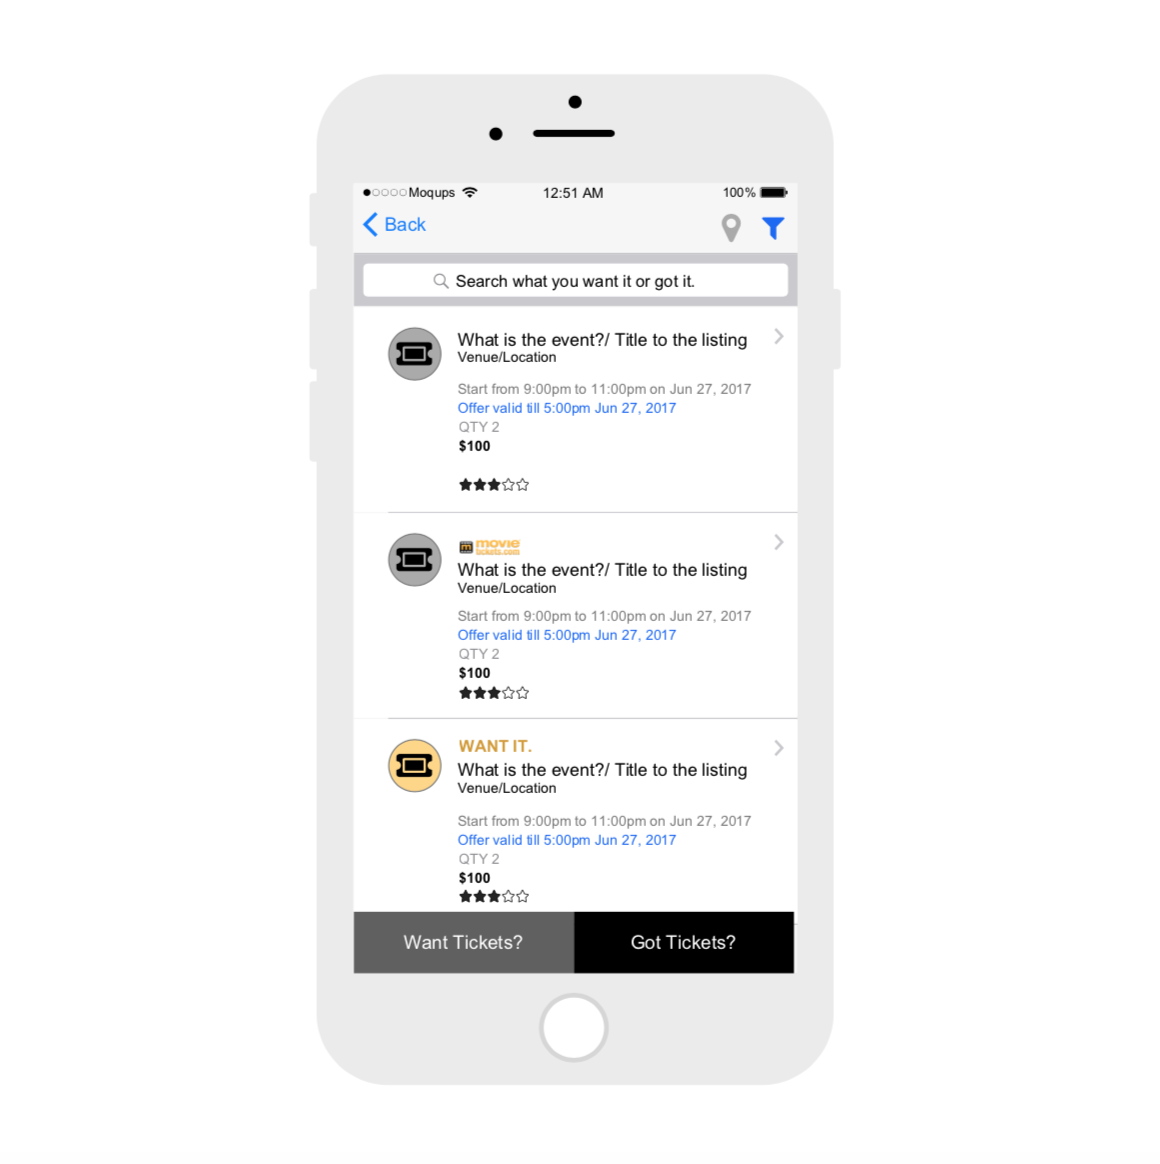 Moqups 12:51 AM 100%
Back
Search what you want it or got it.
What is the event?/ Title to the listing
Venue/Location
Start from 9:00pm to 11:00pm on Jun 27, 2017
Offer valid till 5:00pm Jun 27, 2017
QTY 2
$100
m movie
tickets.com
What is the event?/ Title to the listing
Venue/Location
Start from 9:00pm to 11:00pm on Jun 27, 2017
Offer valid till 5:00pm Jun 27, 2017
QTY 2
$100
WANT IT.
What is the event?/ Title to the listing
Venue/Location
Start from 9:00pm to 11:00pm on Jun 27, 2017
Offer valid till 5:00pm Jun 27, 2017
QTY 2
$100
Want Tickets? Got Tickets?